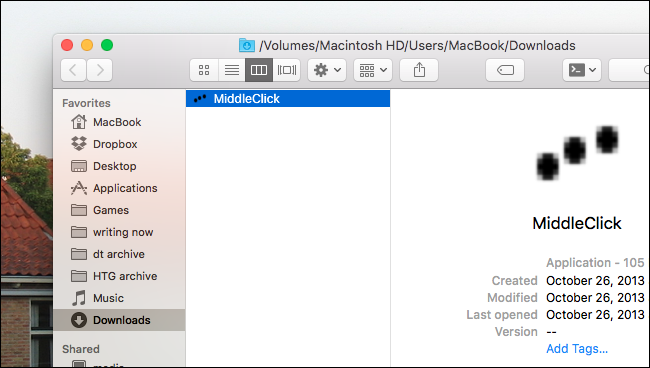 /Volumes/Macintosh HD/Users/MacBook/Downloads
Favorites
MacBook
Dropbox
Desktop
Applications
Games
writing now
dt archive
HTG archive
Music
Downloads
Shared
MiddleClick
MiddleClick
Application - 105
Created October 26, 2013
Modified October 26, 2013
Last opened October 26, 2013
Version --
Add Tags...